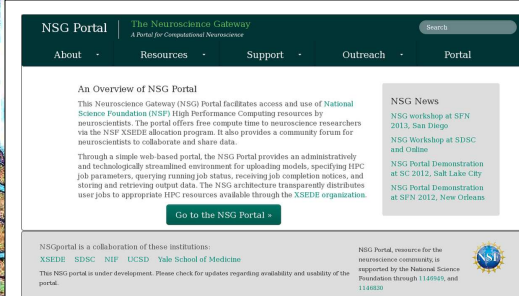 NSG Portal
The Neuroscience Gateway
A Portal for Computational Neuroscience
Search
About
Resources
Support
Outreach
Portal
An Overview of NSG Portal
This Neuroscience Gateway (NSG) Portal facilitates access and use of National
Science Foundation (NSF) High Performance Computing resources by
neuroscientists. The portal offers free compute time to neuroscience researchers
via the NSF XSEDE allocation program. It also provides a community forum for
neuroscientists to collaborate and share data.
Through a simple web-based portal, the NSG Portal provides an administratively
and technologically streamlined environment for uploading models, specifying HPC
job parameters, querying running job status, receiving job completion notices, and
storing and retrieving output data. The NSG architecture transparently distributes
user jobs to appropriate HPC resources available through the XSEDE organization.
Go to the NSG Portal »
NSG News
NSG workshop at SFN
2013, San Diego
NSG Workshop at SDSC
and Online
NSG Portal Demonstration
at SC 2012, Salt Lake City
NSG Portal Demonstration
at SFN 2012, New Orleans
NSGportal is a collaboration of these institutions:
XSEDE SDSC NIF UCSD Yale School of Medicine
This NSG portal is under development. Please check for updates regarding availability and usability of the
portal.
NSG Portal, resource for the
neuroscience community, is
supported by the National Science
Foundation through 1146949, and
1146830
NSF